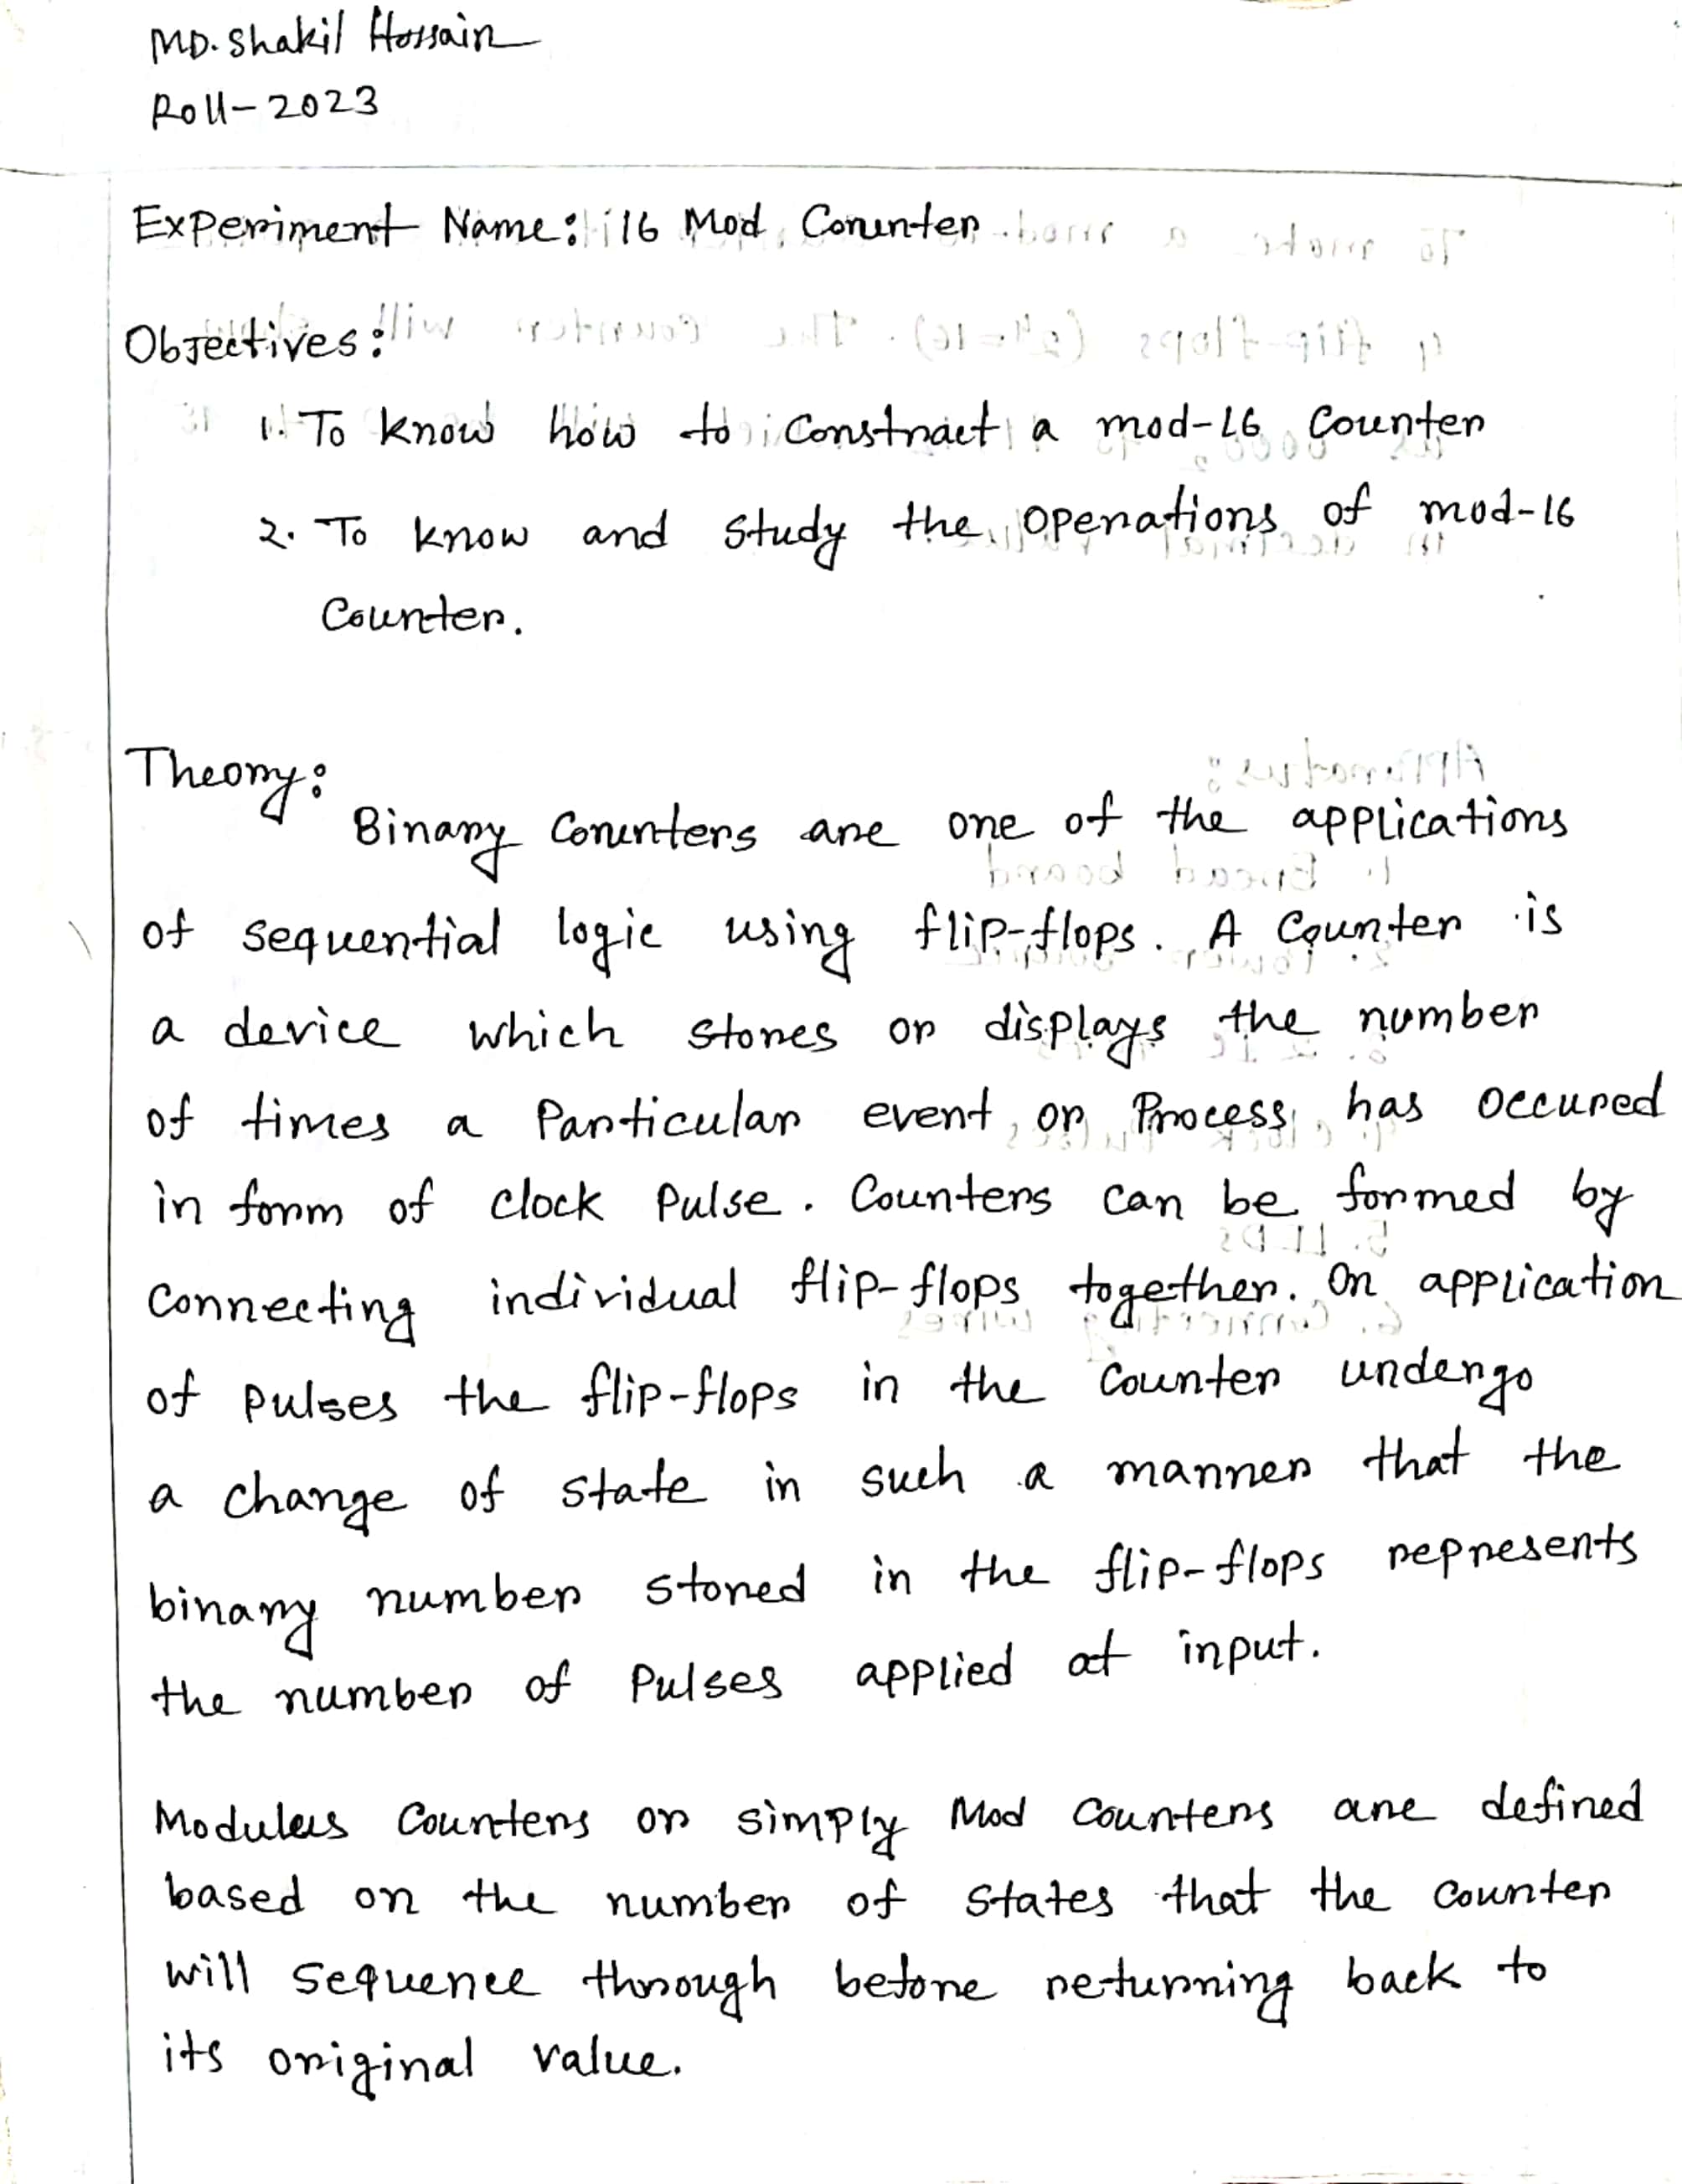 MD. Shakil Hossain
Roll-2023
Experiment Name: 16 Mod Counter.
Objectives:
1. To know how to Constract a mod-16 Counter
2. To know and study the operations of mod-16
Counter.
Theory:
Binary Counters are one of the applications
of sequential logic using flip-flops. A Counter is
a device which stores or displays the number
of times a Particular event or Process has occured
in form of clock pulse. Counters can be formed by
Connecting individual flip-flops together. On application
of pulses the flip-flops in the Counter undergo
a change of state in such a manner that the
binary number stored in the flip-flops represents
the number of Pulses applied at input.
Modulus Counters or simply Mod Counters are defined
based on the number of states that the counter
will sequence through before returning back to
its original value.